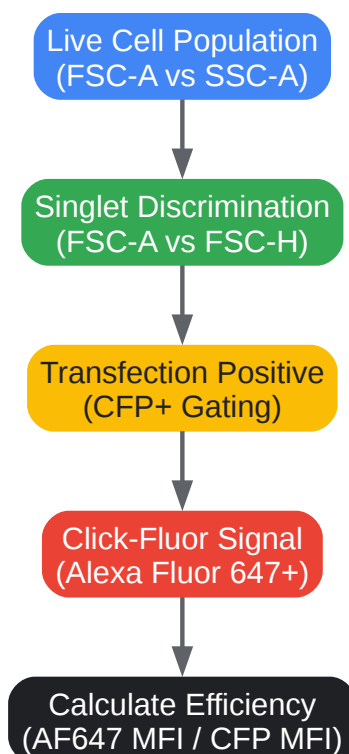 Live Cell Population
(FSC-A vs SSC-A)
Singlet Discrimination
(FSC-A vs FSC-H)
Transfection Positive
(CFP+ Gating)
Click-Fluor Signal
(Alexa Fluor 647+)
Calculate Efficiency
(AF647 MFI / CFP MFI)